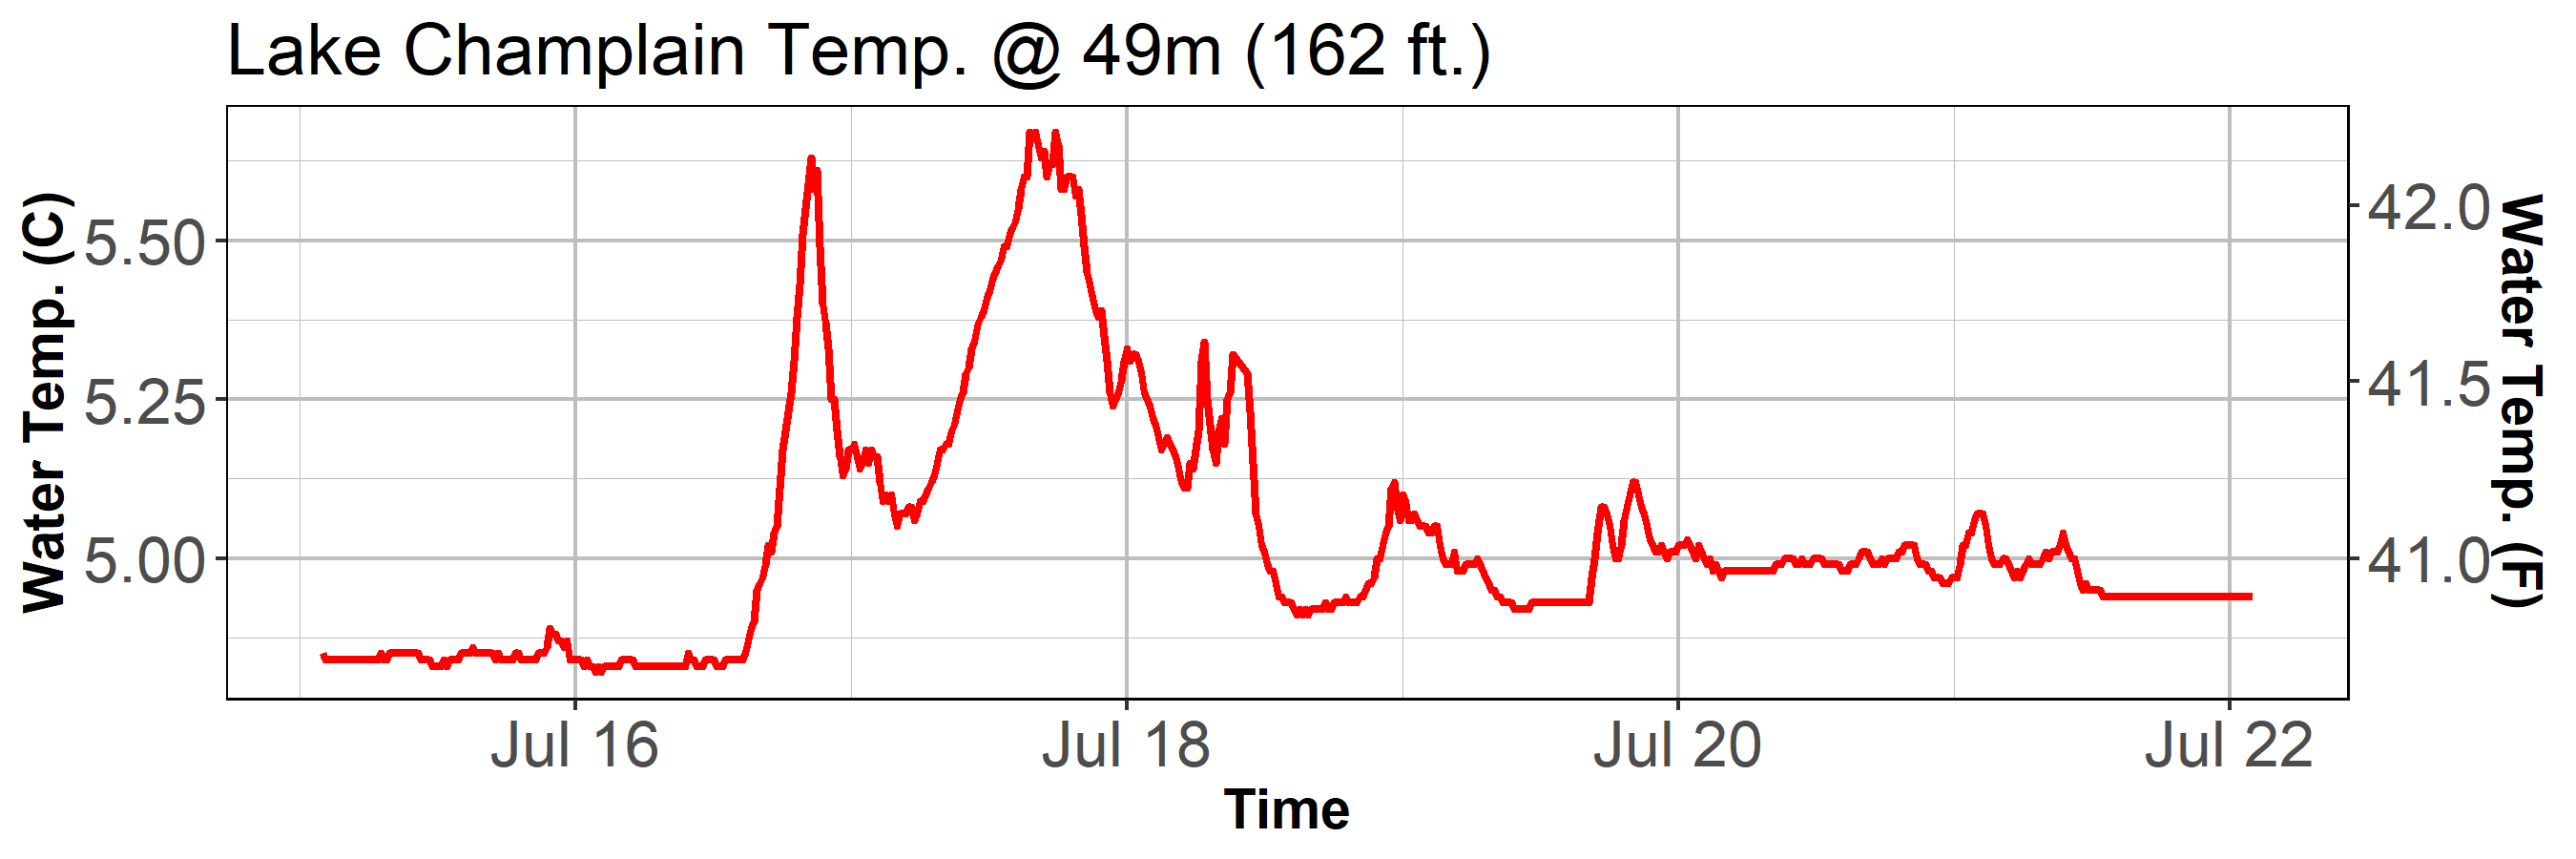 Lake Champlain Temp. @ 49m (162 ft.)
Water Temp. (C)
5.50
5.25
5.00
42.0
41.5
41.0
Water Temp. (F)
Jul 16
Jul 18
Jul 20
Jul 22
Time